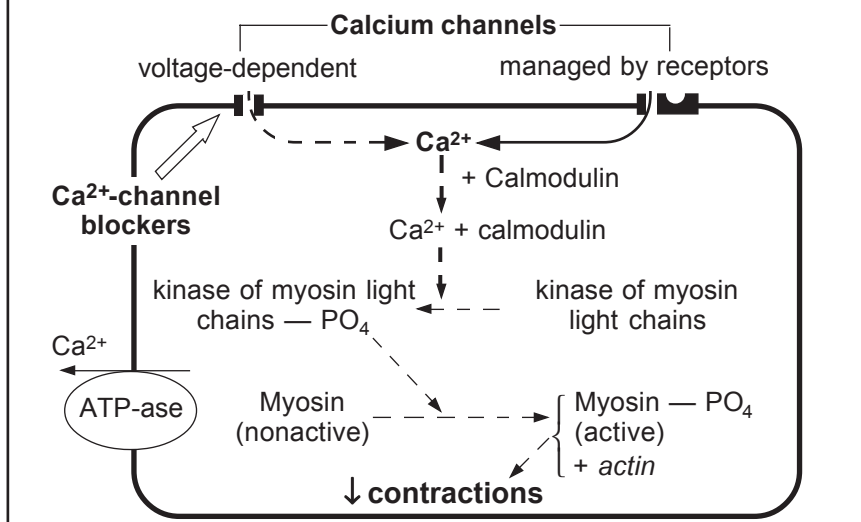 Calcium channels
voltage-dependent
managed by receptors
Ca²⁺
+ Calmodulin
Ca²⁺-channel
blockers
Ca²⁺ + calmodulin
kinase of myosin light
chains — PO₄
kinase of myosin
light chains
Ca²⁺
ATP-ase
Myosin
(nonactive)
Myosin — PO₄
(active)
+ actin
↓ contractions